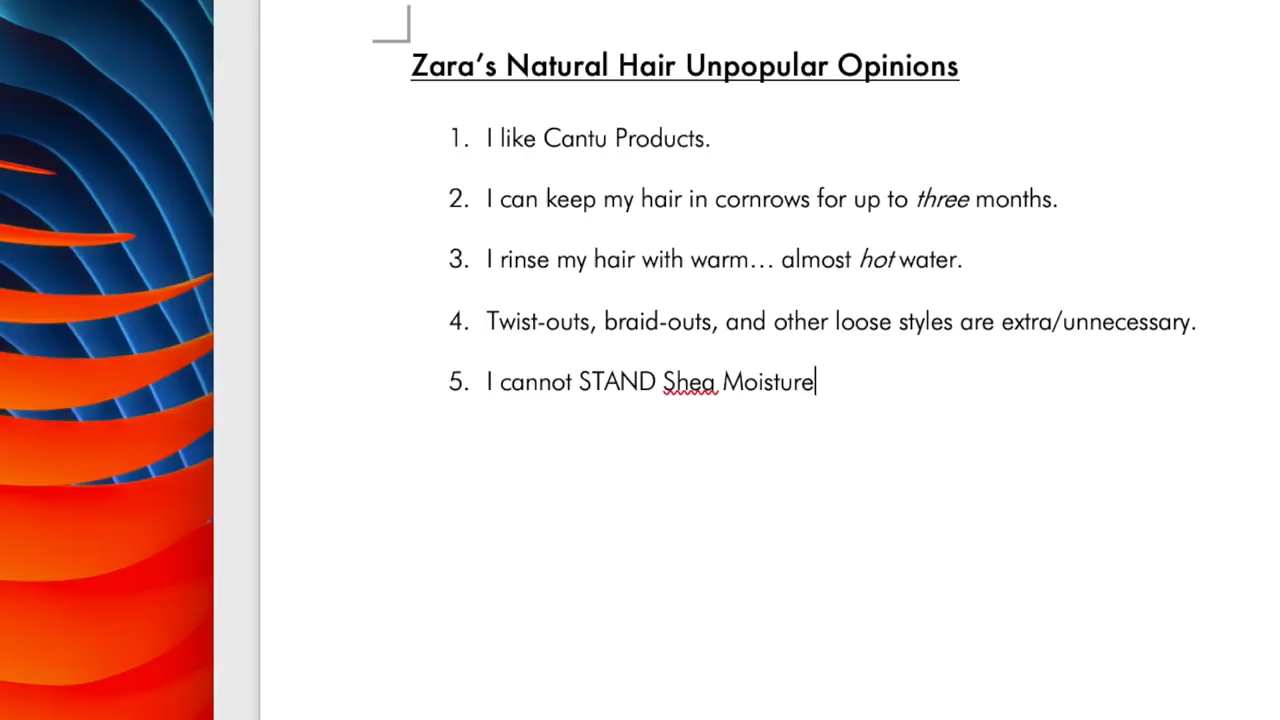 Zara's Natural Hair Unpopular Opinions
1. I like Cantu Products.
2. I can keep my hair in cornrows for up to three months.
3. I rinse my hair with warm… almost hot water.
4. Twist-outs, braid-outs, and other loose styles are extra/unnecessary.
5. I cannot STAND Shea Moisture